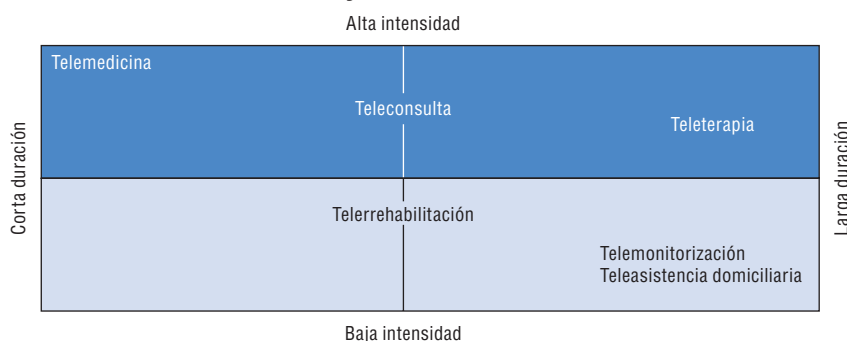 Alta intensidad
Telemedicina
Teleconsulta
Teleterapia
Corta duración
Larga duración
Telerrehabilitación
Telemonitorización
Teleasistencia domiciliaria
Baja intensidad